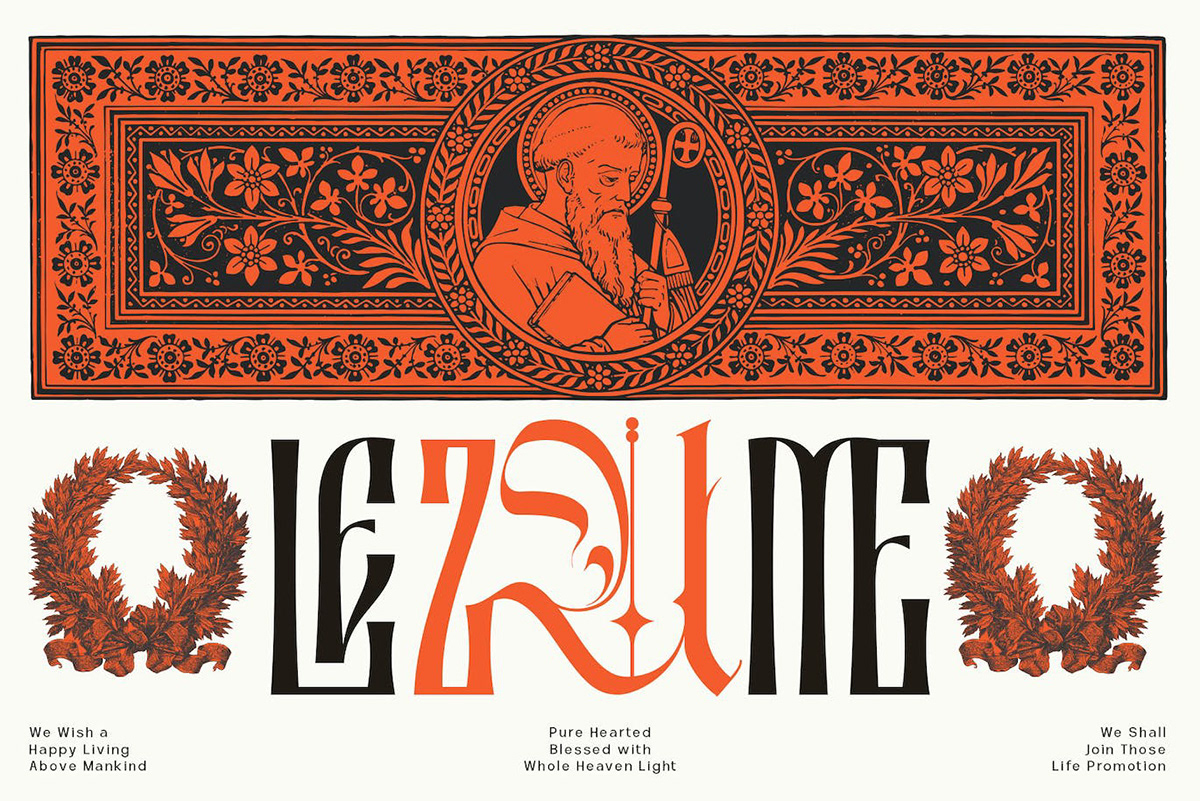 We Wish a
Happy Living
Above Mankind
Pure Hearted
Blessed with
Whole Heaven Light
We Shall
Join Those
Life Promotion